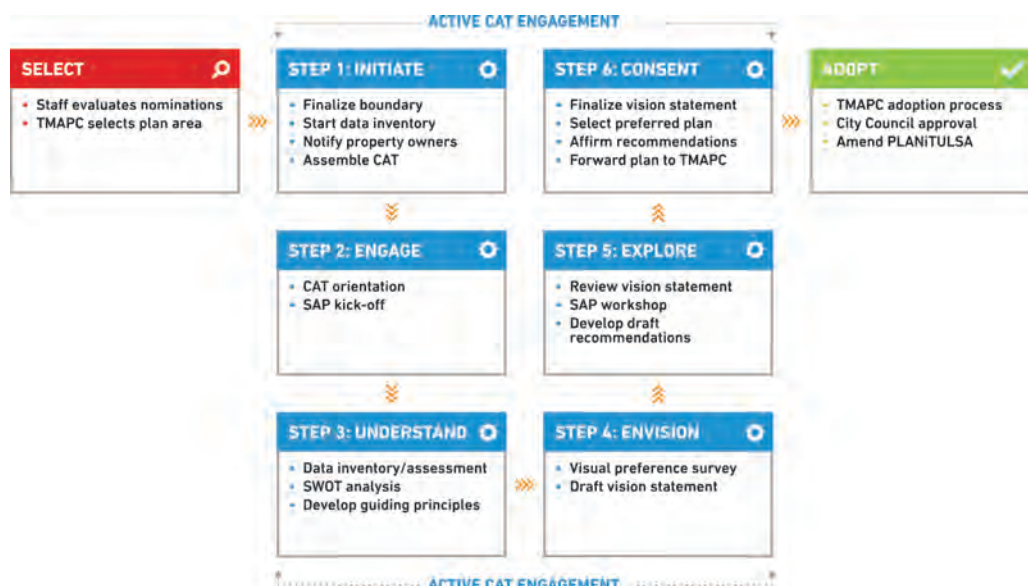 ACTIVE CAT ENGAGEMENT
SELECT
• Staff evaluates nominations
• TMAPC selects plan area
STEP 1: INITIATE
• Finalize boundary
• Start data inventory
• Notify property owners
• Assemble CAT
STEP 2: ENGAGE
• CAT orientation
• SAP kick-off
STEP 3: UNDERSTAND
• Data inventory/assessment
• SWOT analysis
• Develop guiding principles
STEP 4: ENVISION
• Visual preference survey
• Draft vision statement
STEP 5: EXPLORE
• Review vision statement
• SAP workshop
• Develop draft
recommendations
STEP 6: CONSENT
• Finalize vision statement
• Select preferred plan
• Affirm recommendations
• Forward plan to TMAPC
ADOPT
• TMAPC adoption process
• City Council approval
• Amend PLANiTULSA
ACTIVE CAT ENGAGEMENT